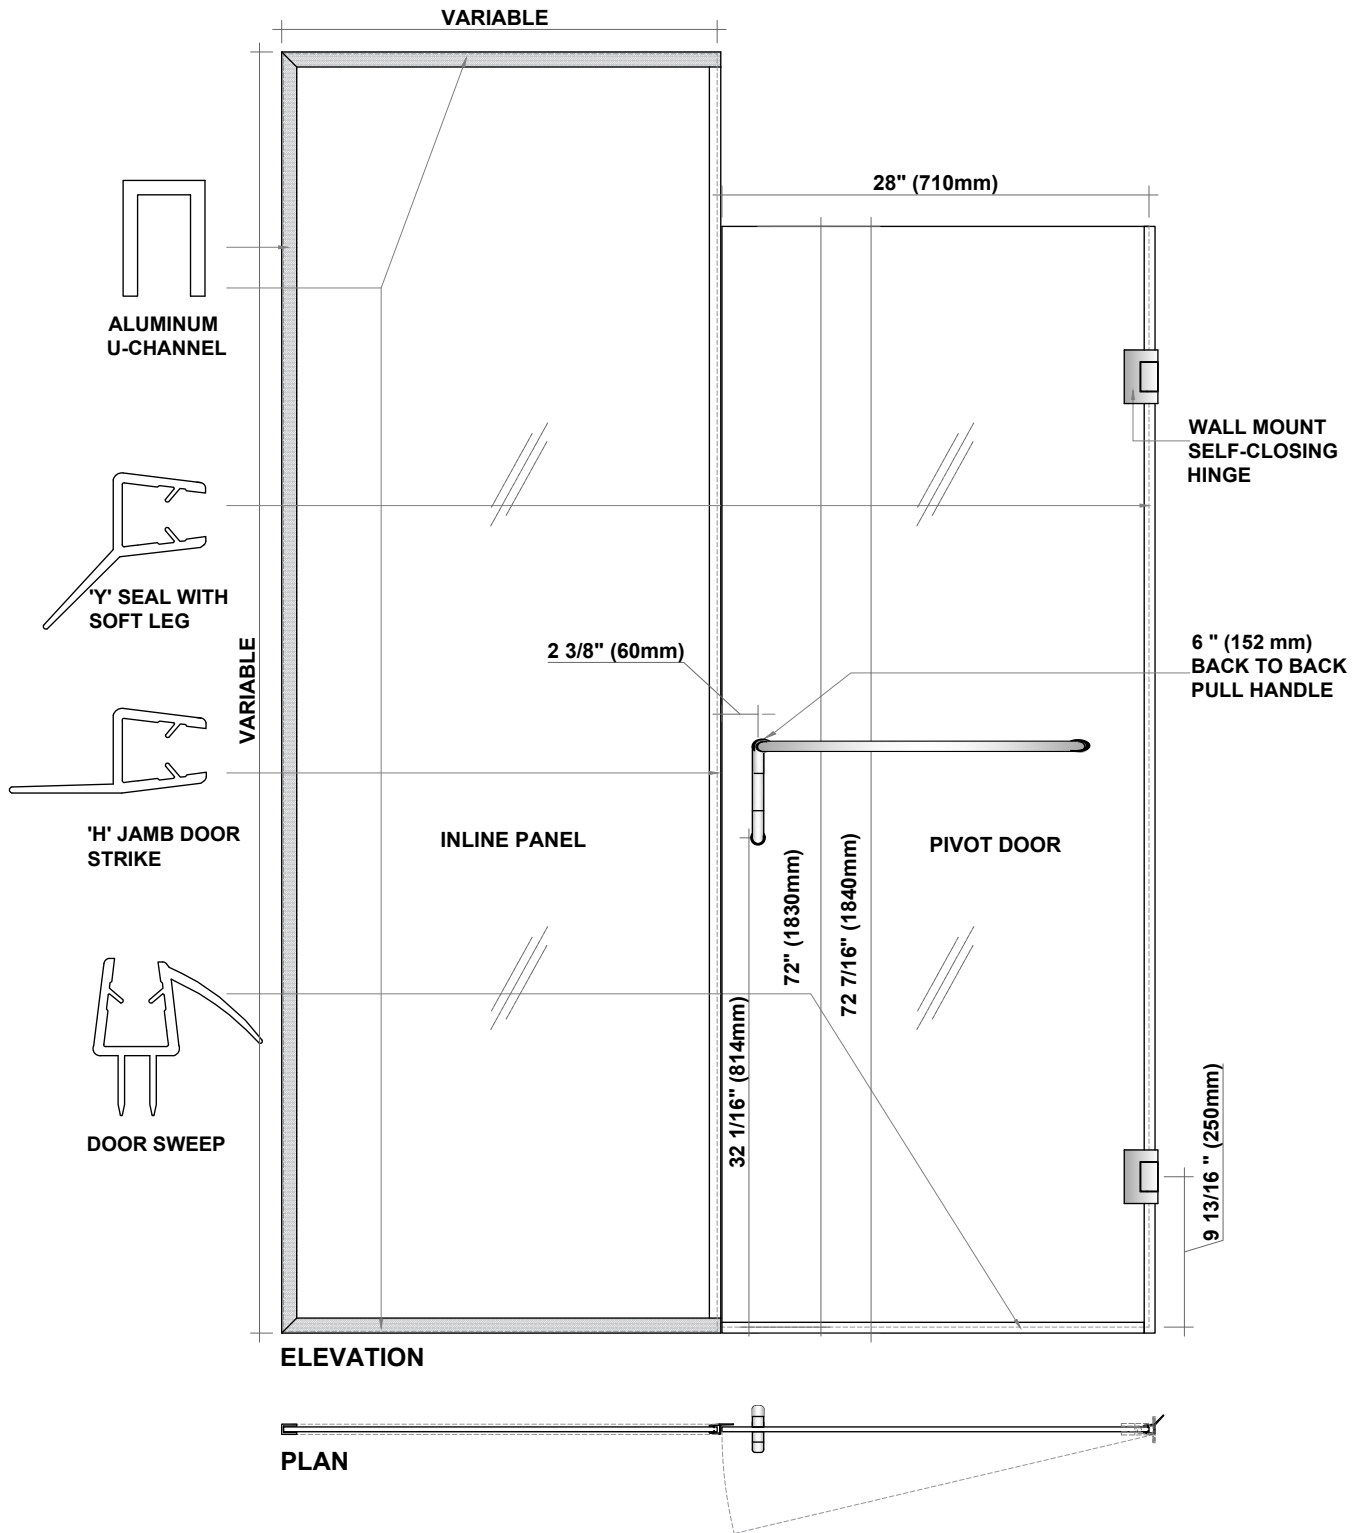 VARIABLE
28" (710mm)
ALUMINUM
U-CHANNEL
WALL MOUNT
SELF-CLOSING
HINGE
'Y' SEAL WITH
SOFT LEG
VARIABLE
2 3/8" (60mm)
6 " (152 mm)
BACK TO BACK
PULL HANDLE
'H' JAMB DOOR
STRIKE
INLINE PANEL
PIVOT DOOR
72" (1830mm)
72 7/16" (1840mm)
32 1/16" (814mm)
9 13/16 " (250mm)
DOOR SWEEP
ELEVATION
PLAN